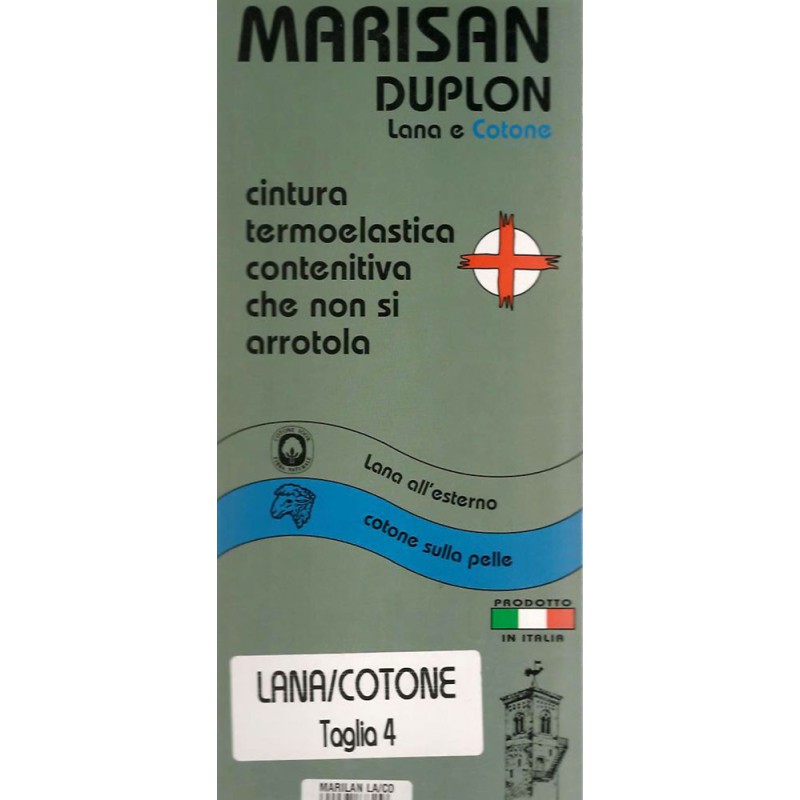 MARISAN
DUPLON
Lana e Cotone
cintura
termoelastica
contenitiva
che non si
arrotola
Lana all'esterno
cotone sulla pelle
PRODOTTO
IN ITALIA
LANA/COTONE
Taglia 4
MARILAN LA/CO